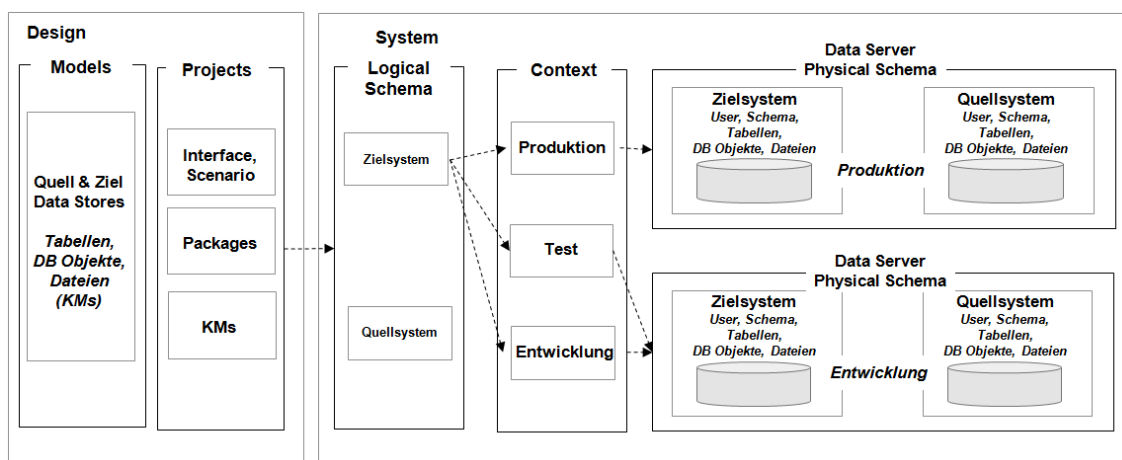 Design
Models
Quell & Ziel
Data Stores
Tabellen,
DB Objekte,
Dateien
(KMs)
Projects
Interface,
Scenario
Packages
KMs
System
Logical
Schema
Zielsystem
Quellsystem
Context
Produktion
Test
Entwicklung
Data Server
Physical Schema
Zielsystem
User, Schema,
Tabellen,
DB Objekte, Dateien
Produktion
Quellsystem
User, Schema,
Tabellen,
DB Objekte, Dateien
Data Server
Physical Schema
Zielsystem
User, Schema,
Tabellen,
DB Objekte, Dateien
Entwicklung
Quellsystem
User, Schema,
Tabellen,
DB Objekte, Dateien